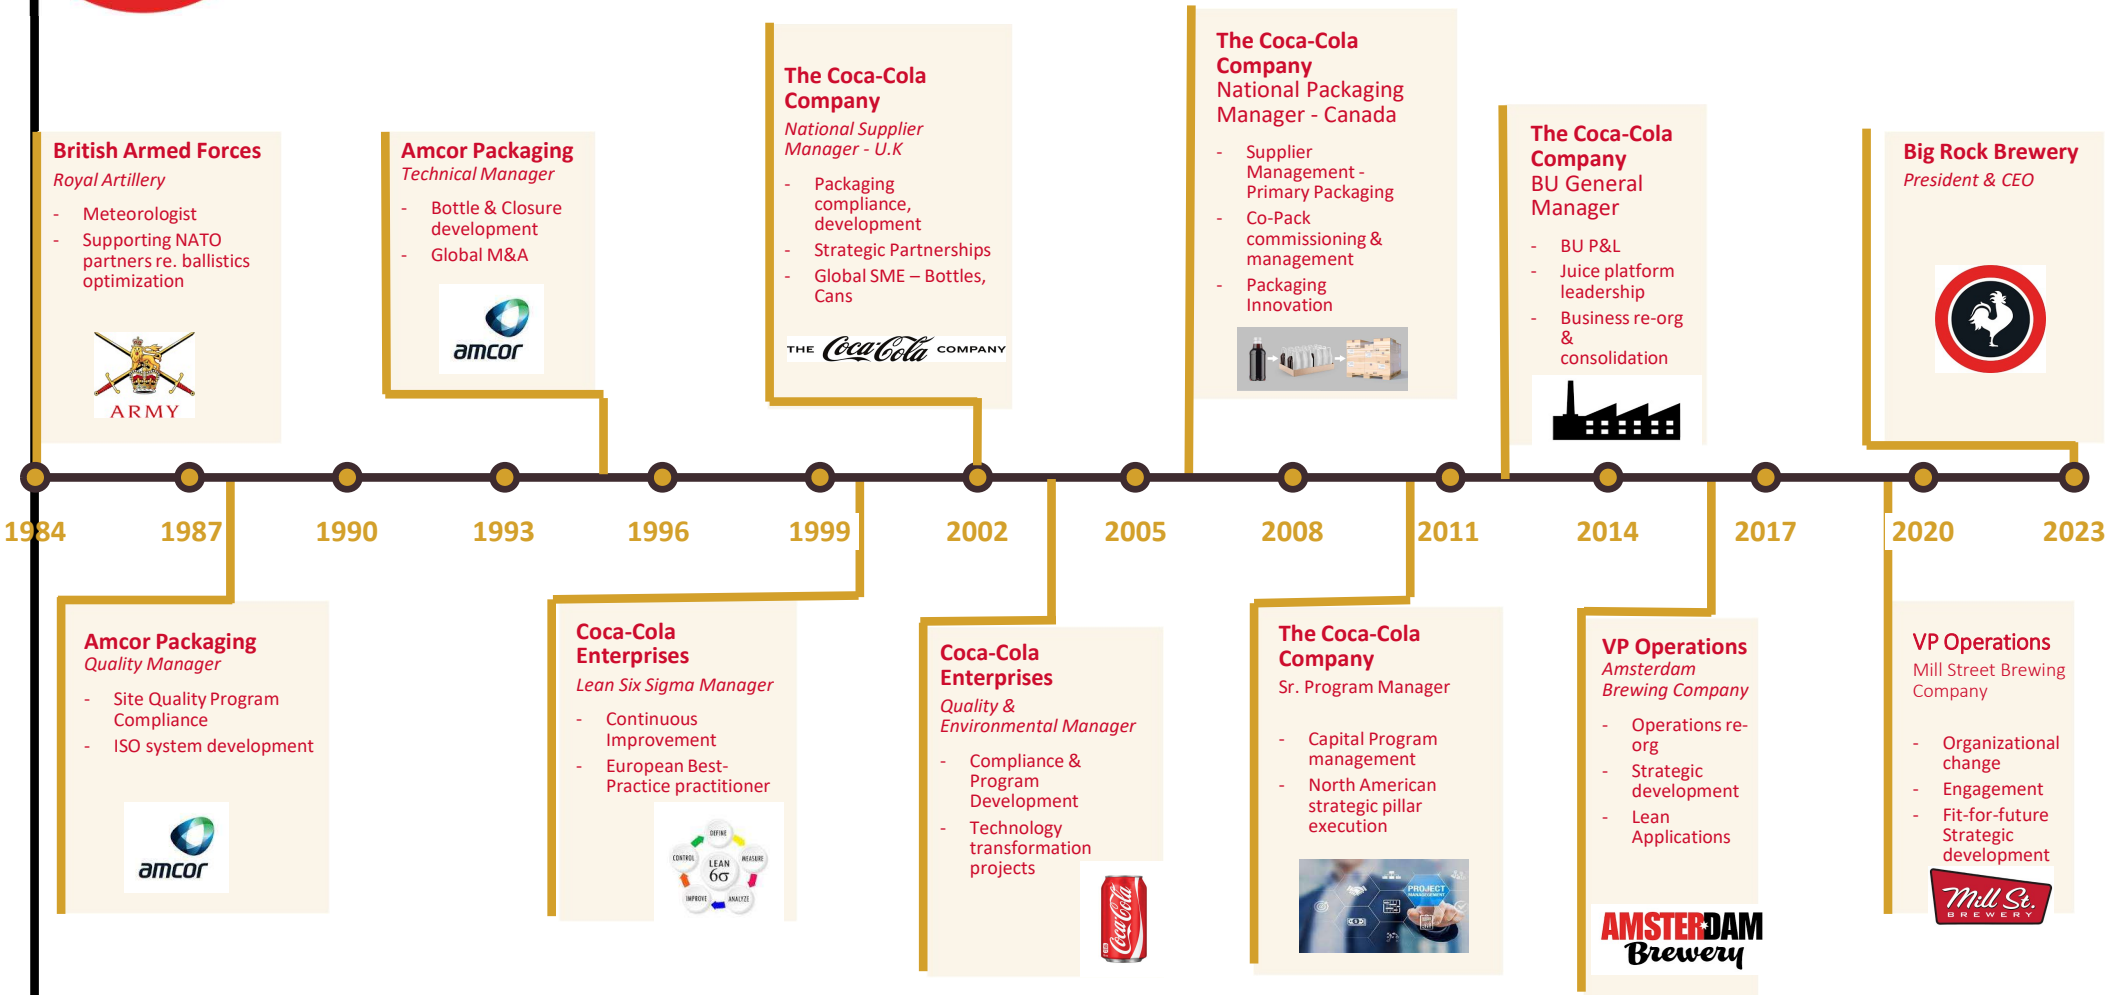 British Armed Forces
Royal Artillery
- Meteorologist
- Supporting NATO
partners re. ballistics
optimization
ARMY
Amcor Packaging
Technical Manager
- Bottle & Closure
development
- Global M&A
amcor
The Coca-Cola
Company
National Supplier
Manager - U.K
- Packaging
compliance,
development
- Strategic Partnerships
- Global SME – Bottles,
Cans
THE Coca-Cola COMPANY
The Coca-Cola
Company
National Packaging
Manager - Canada
- Supplier
Management -
Primary Packaging
- Co-Pack
commissioning &
management
- Packaging
Innovation
The Coca-Cola
Company
BU General
Manager
- BU P&L
- Juice platform
leadership
- Business re-org
&
consolidation
Big Rock Brewery
President & CEO
1984 1987 1990 1993 1996 1999 2002 2005 2008 2011 2014 2017 2020 2023
Amcor Packaging
Quality Manager
- Site Quality Program
Compliance
- ISO system development
amcor
Coca-Cola
Enterprises
Lean Six Sigma Manager
- Continuous
Improvement
- European Best-
Practice practitioner
DEFINE
CONTROL
MEASURE
LEAN
6σ
IMPROVE
ANALYZE
Coca-Cola
Enterprises
Quality &
Environmental Manager
- Compliance &
Program
Development
- Technology
transformation
projects
Coca-Cola
The Coca-Cola
Company
Sr. Program Manager
- Capital Program
management
- North American
strategic pillar
execution
PROJECT
MANAGEMENT
VP Operations
Amsterdam
Brewing Company
- Operations re-
org
- Strategic
development
- Lean
Applications
AMSTERDAM
Brewery
VP Operations
Mill Street Brewing
Company
- Organizational
change
- Engagement
- Fit-for-future
Strategic
development
Mill St.
BREWERY